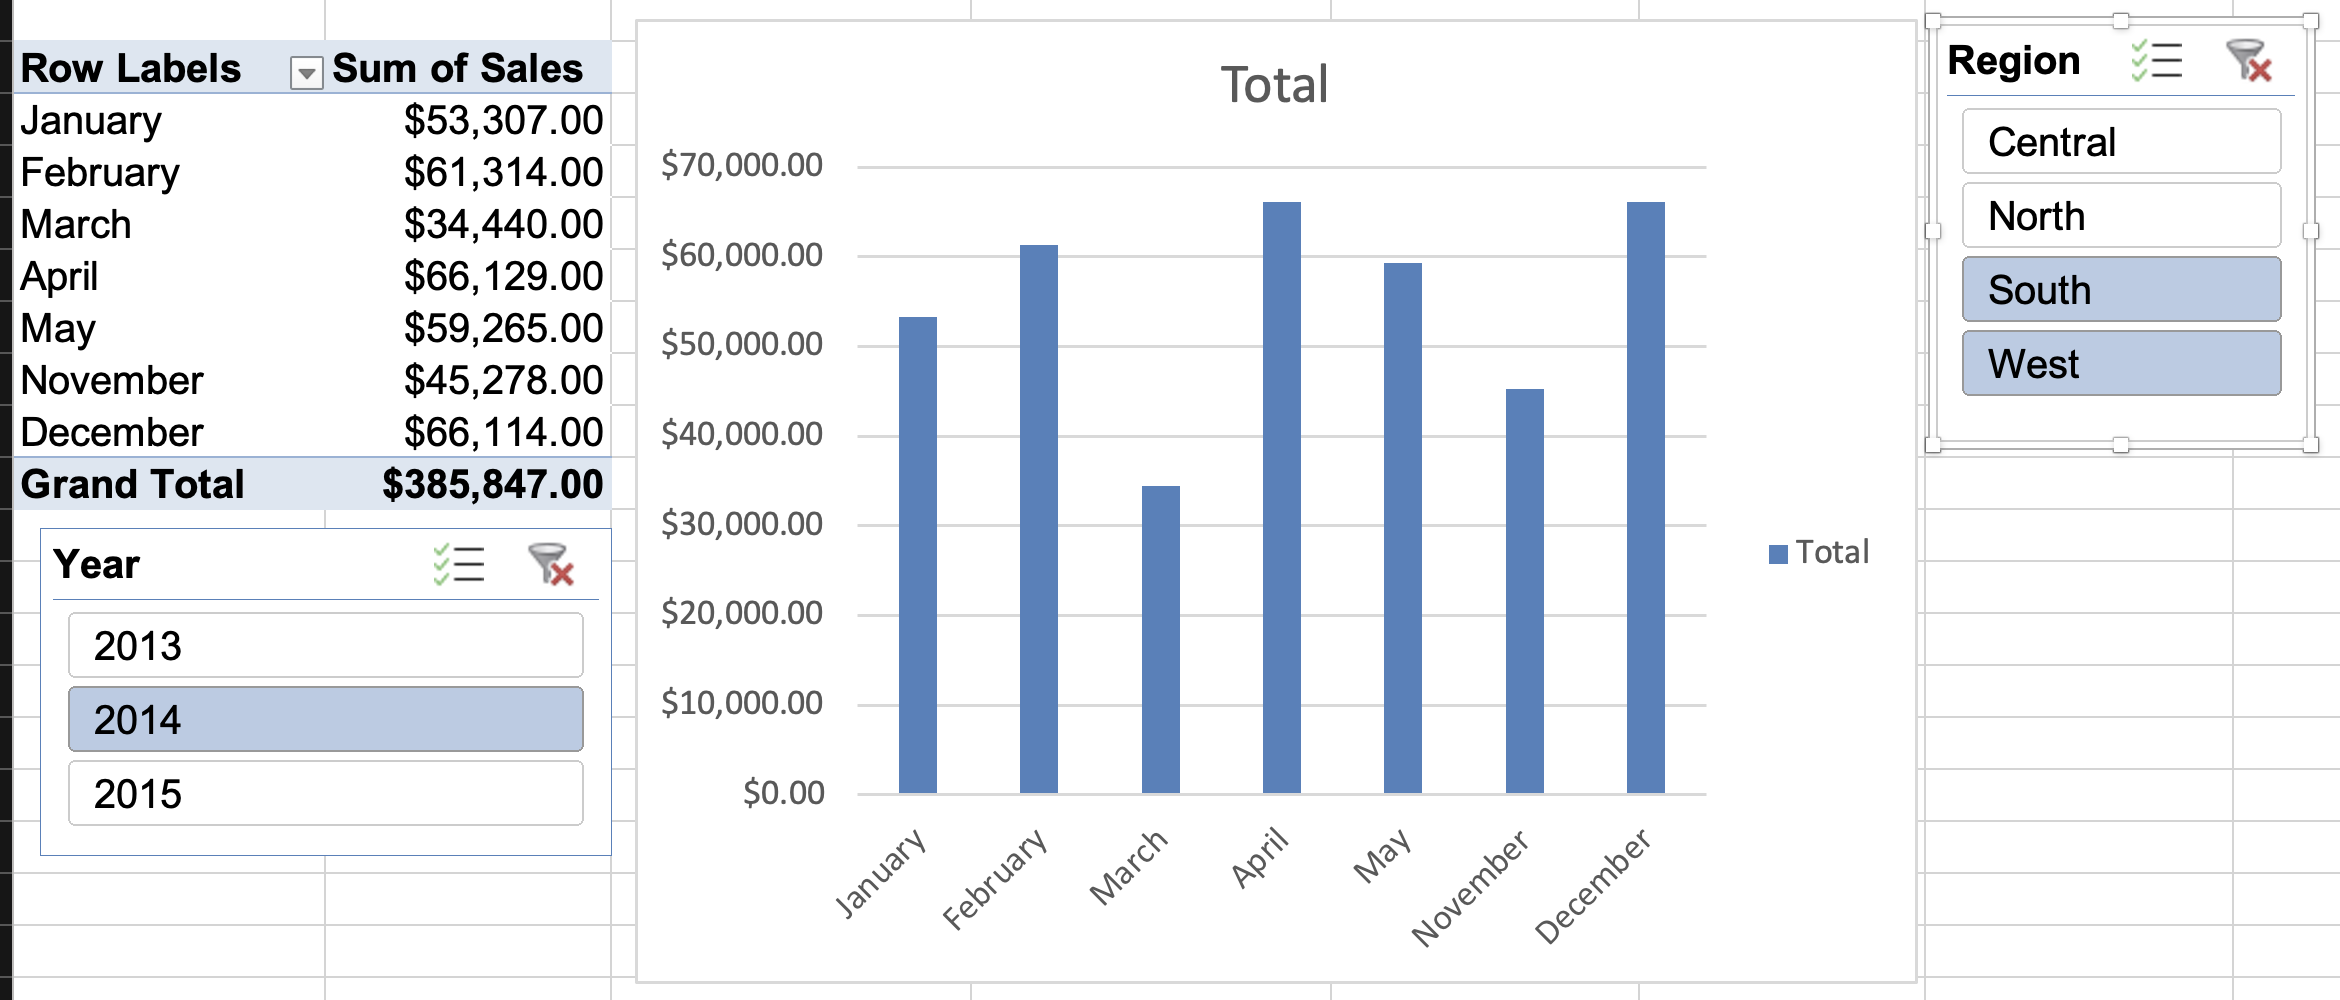 Row Labels Sum of Sales
January $53,307.00
February $61,314.00
March $34,440.00
April $66,129.00
May $59,265.00
November $45,278.00
December $66,114.00
Grand Total $385,847.00
Year
2013
2014
2015
Total
$70,000.00
$60,000.00
$50,000.00
$40,000.00
$30,000.00
$20,000.00
$10,000.00
$0.00
January February March April May November December
Total
Region
Central
North
South
West